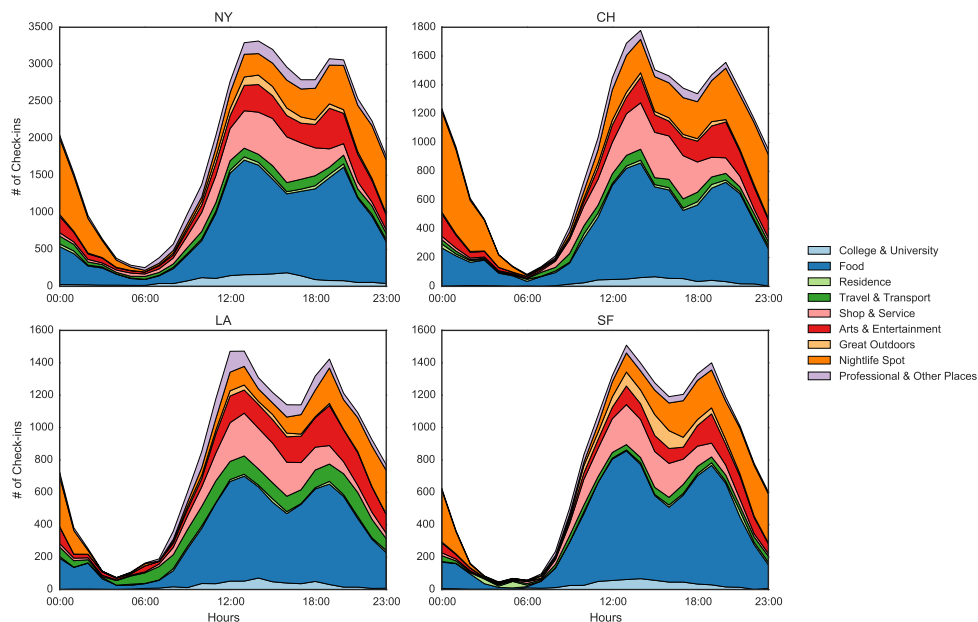 NY
CH
3500
3000
2500
2000
1500
1000
500
0
# of Check-ins
00:00 06:00 12:00 18:00 23:00
1800
1600
1400
1200
1000
800
600
400
200
0
00:00 06:00 12:00 18:00 23:00
College & University
Food
Residence
Travel & Transport
Shop & Service
Arts & Entertainment
Great Outdoors
Nightlife Spot
Professional & Other Places
LA
SF
1600
1400
1200
1000
800
600
400
200
0
# of Check-ins
00:00 06:00 12:00 18:00 23:00
Hours
1600
1400
1200
1000
800
600
400
200
0
00:00 06:00 12:00 18:00 23:00
Hours